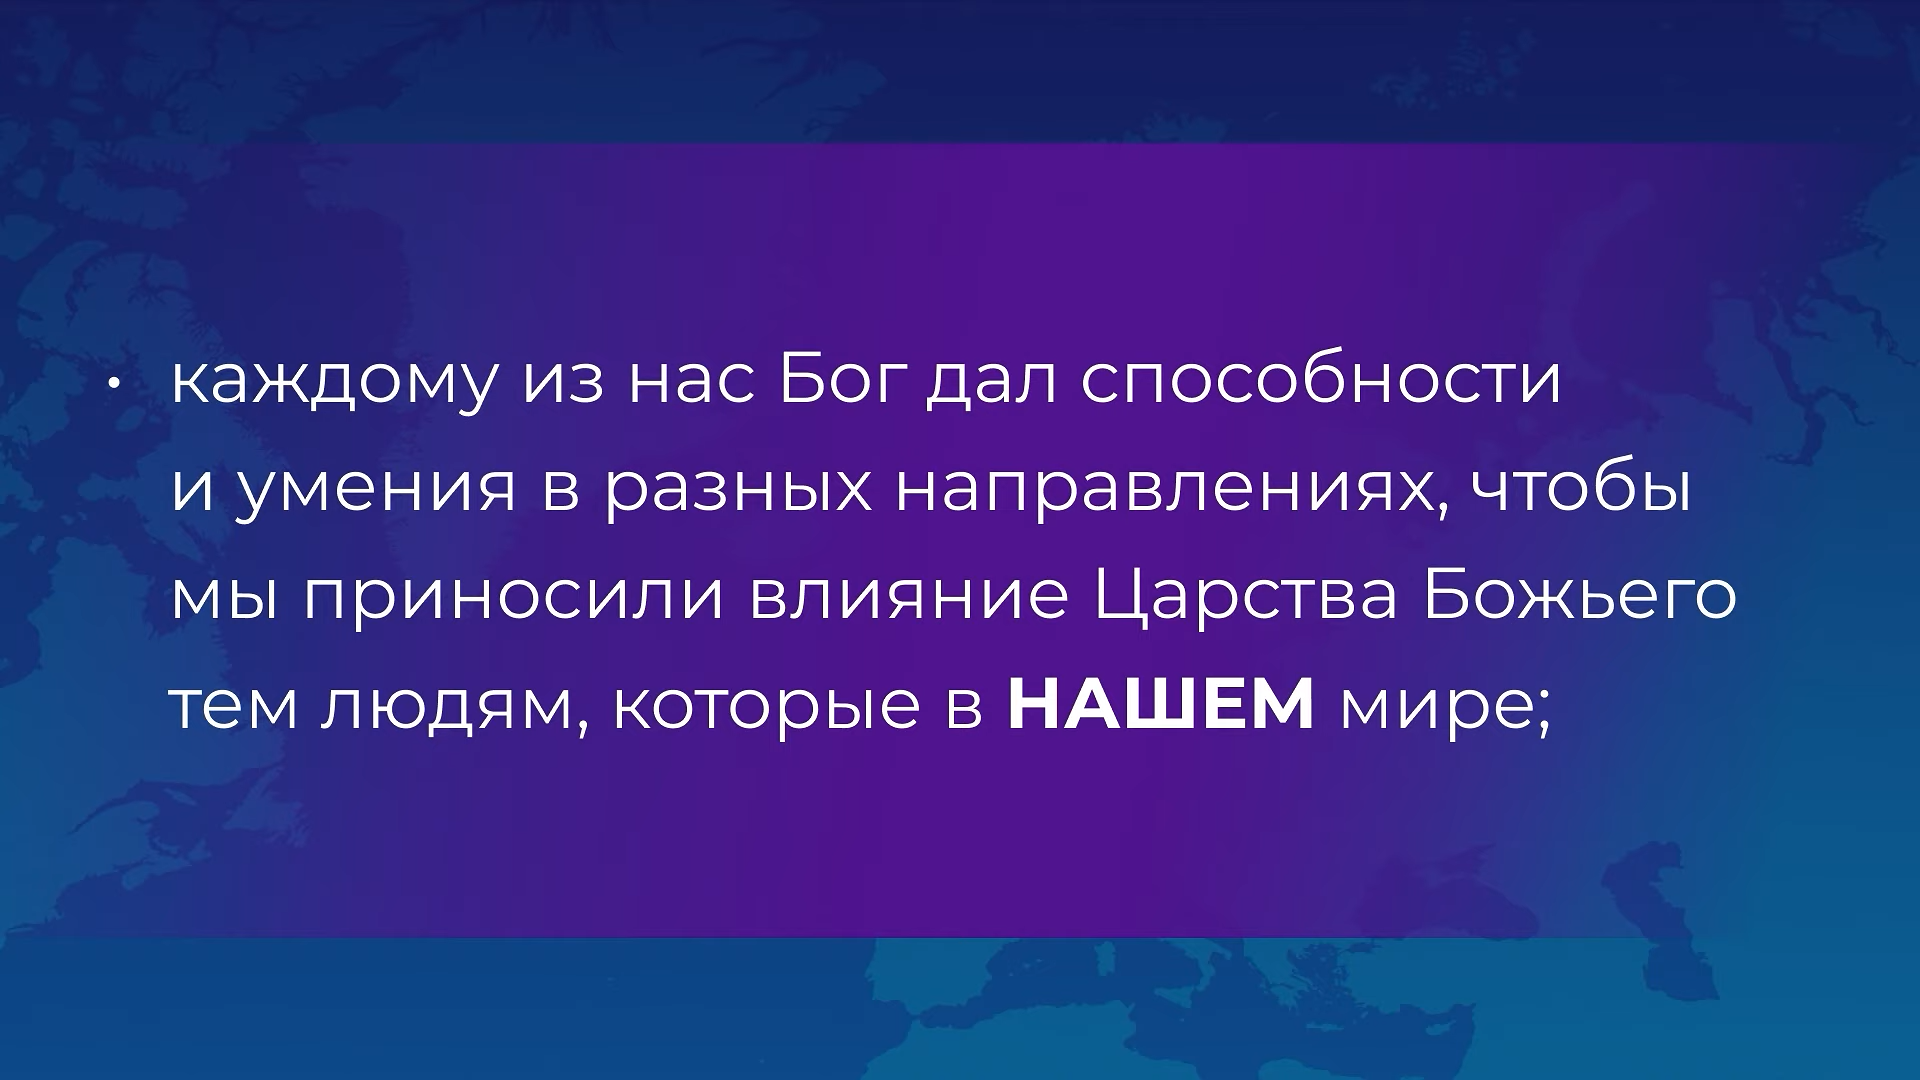 • каждому из нас Бог дал способности
и умения в разных направлениях, чтобы
мы приносили влияние Царства Божьего
тем людям, которые в НАШЕМ мире;